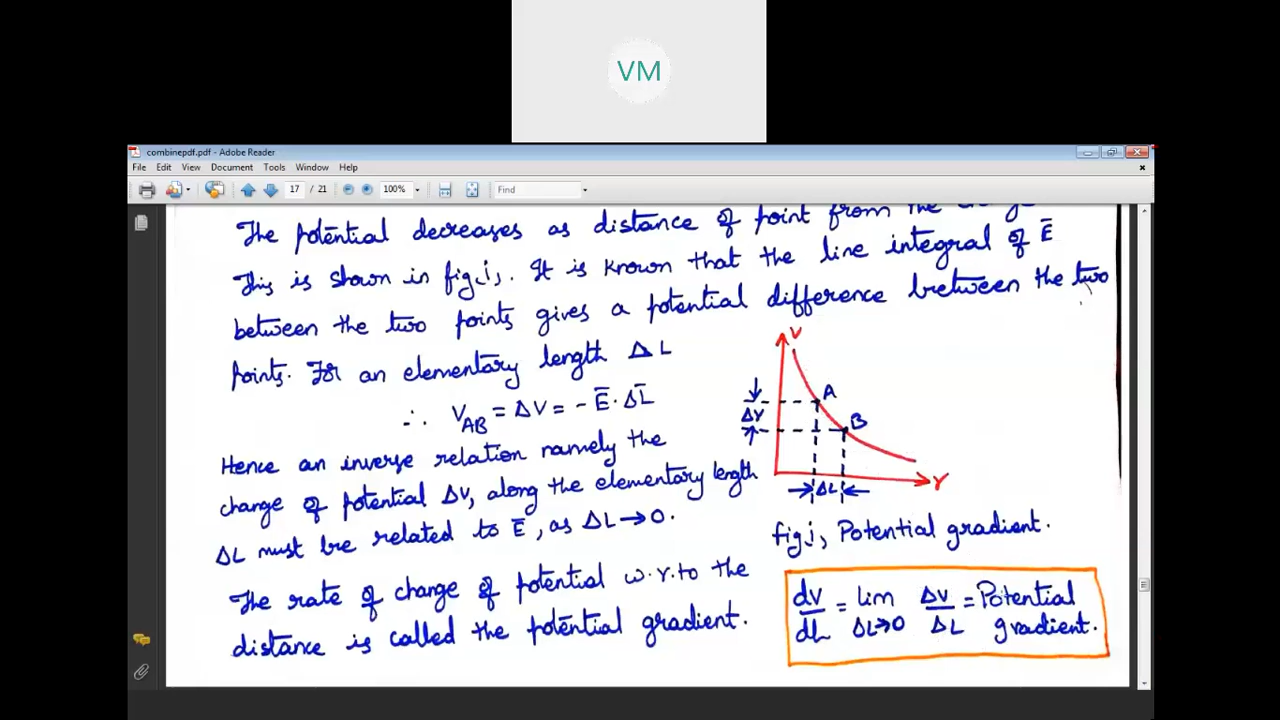 VM
combinepdf.pdf - Adobe Reader
File Edit View Document Tools Window Help
17 / 21 100% Find
The potential decreases as distance of point from the
This is shown in fig.i,. It is known that the line integral of E̅
between the two points gives a potential difference between the two
points. For an elementary length ΔL
∴ V_AB = ΔV = - E̅ · ΔL̅
Hence an inverse relation namely the
change of potential ΔV, along the elementary length
ΔL must be related to E̅, as ΔL → 0.
The rate of change of potential w.r.to the
distance is called the potential gradient.
V
A
ΔV
B
ΔL
r
fig.i, Potential gradient.
dV/dL = lim ΔL→0 ΔV/ΔL = Potential gradient.